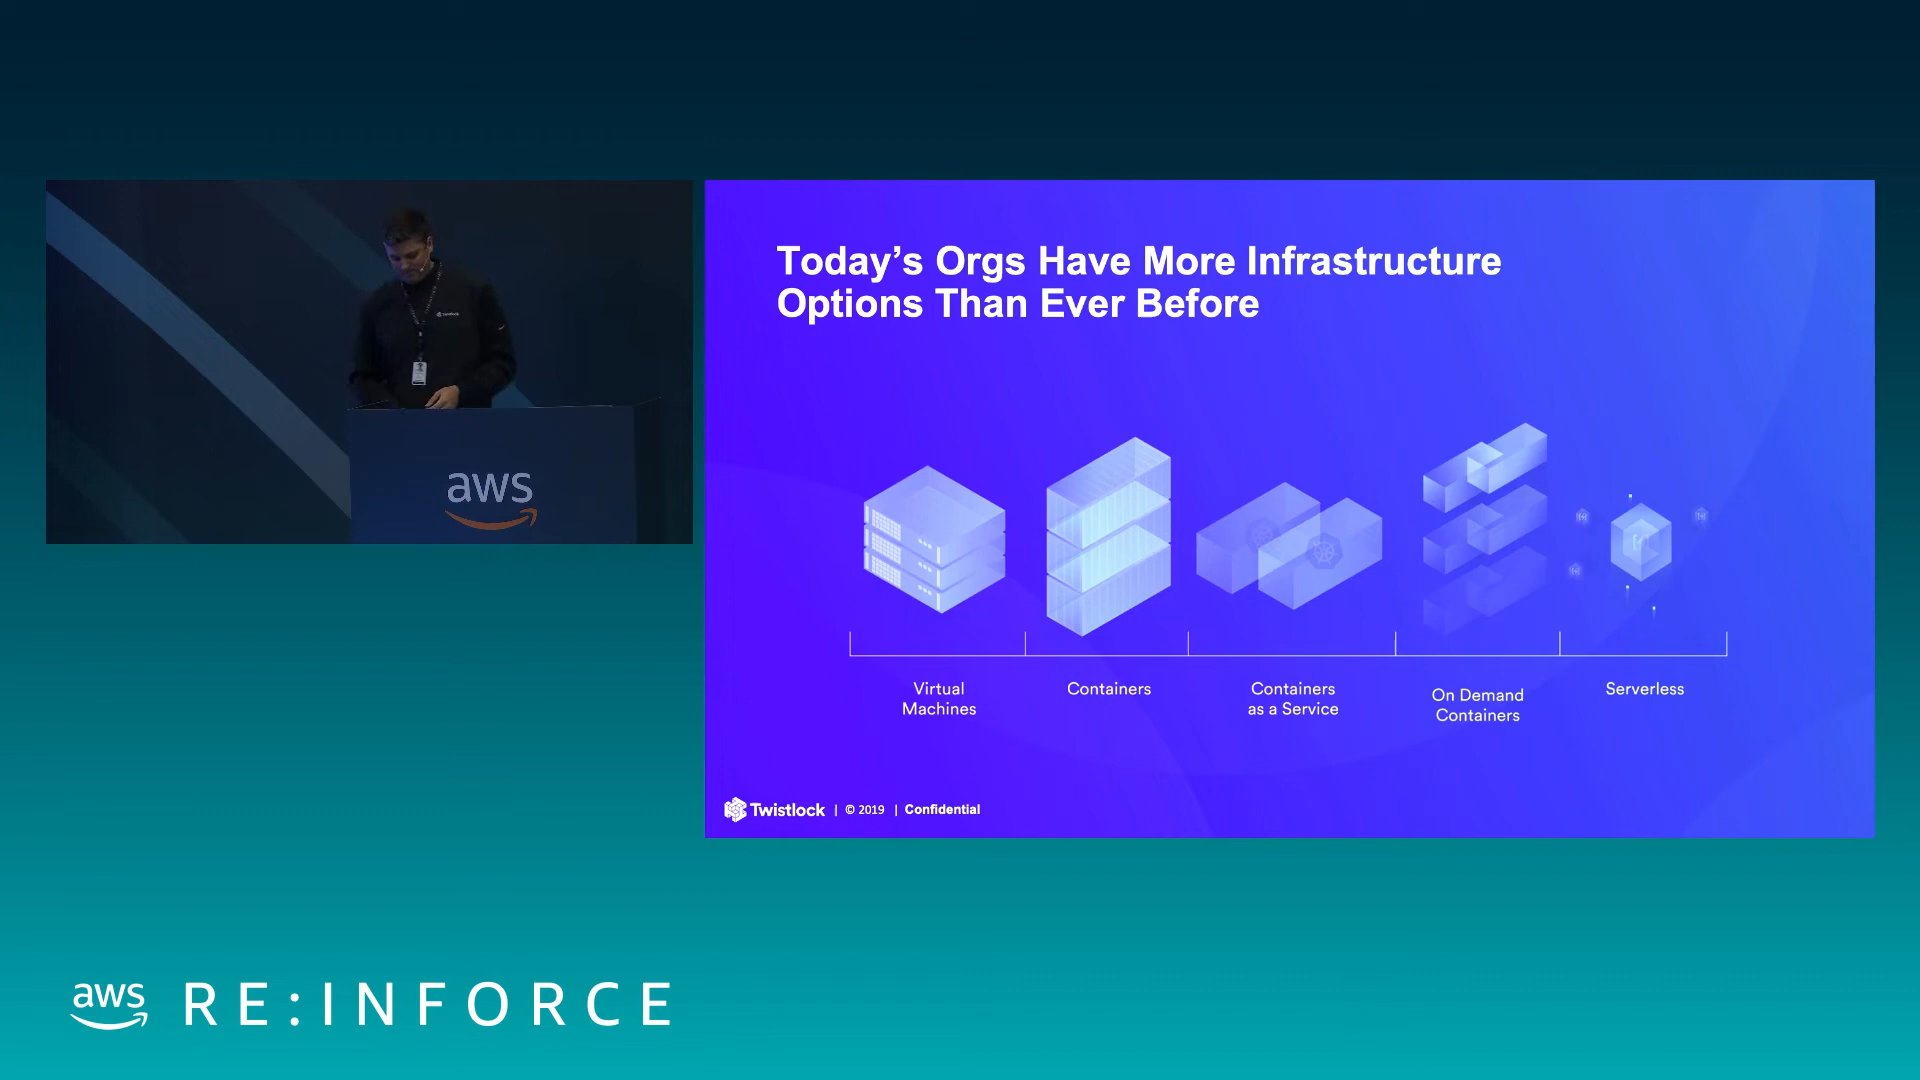 Today's Orgs Have More Infrastructure
Options Than Ever Before
Virtual
Machines
Containers
Containers
as a Service
On Demand
Containers
Serverless
Twistlock | © 2019 | Confidential
aws
Twistlock
aws RE:INFORCE